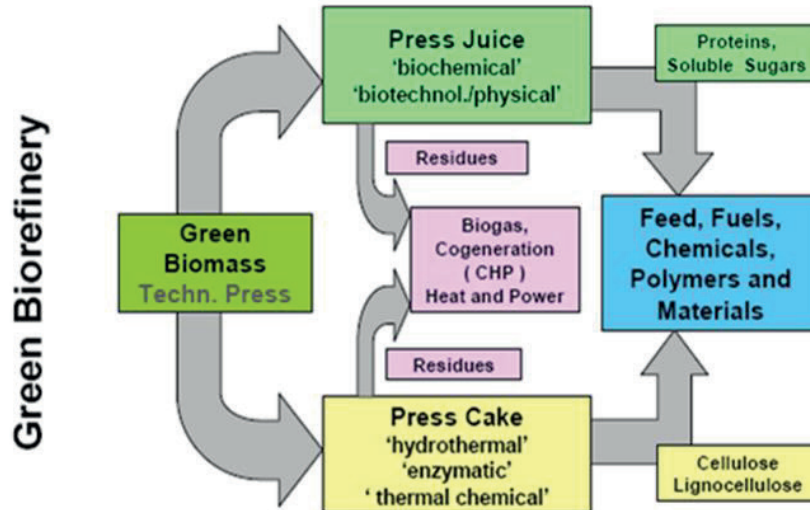 Green Biorefinery
Press Juice
‘biochemical’
‘biotechnol./physical’
Proteins,
Soluble Sugars
Residues
Green
Biomass
Techn. Press
Biogas,
Cogeneration
( CHP )
Heat and Power
Feed, Fuels,
Chemicals,
Polymers and
Materials
Residues
Press Cake
‘hydrothermal’
‘enzymatic’
‘ thermal chemical’
Cellulose
Lignocellulose